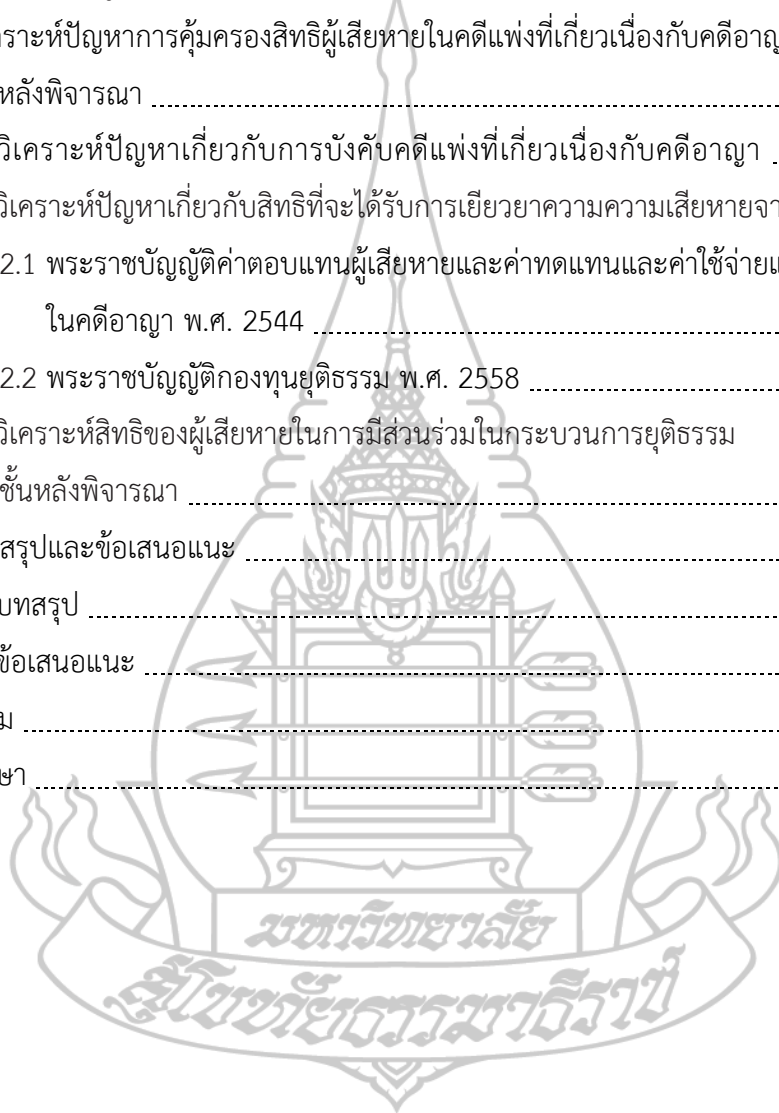 คราะห์ปัญหาการคุ้มครองสิทธิผู้เสียหายในคดีแพ่งที่เกี่ยวเนื่องกับคดีอาญ
หลังพิจารณา
วิเคราะห์ปัญหาเกี่ยวกับการบังคับคดีแพ่งที่เกี่ยวเนื่องกับคดีอาญา
วิเคราะห์ปัญหาเกี่ยวกับสิทธิที่จะได้รับการเยียวยาความความเสียหายจา
2.1 พระราชบัญญัติค่าตอบแทนผู้เสียหายและค่าทดแทนและค่าใช้จ่ายแ
ในคดีอาญา พ.ศ. 2544
2.2 พระราชบัญญัติกองทุนยุติธรรม พ.ศ. 2558
วิเคราะห์สิทธิของผู้เสียหายในการมีส่วนร่วมในกระบวนการยุติธรรม
ชั้นหลังพิจารณา
สรุปและข้อเสนอแนะ
บทสรุป
ข้อเสนอแนะ
ม
ษา
มหาวิทยาลัย
สุโขทัยธรรมาธิราช